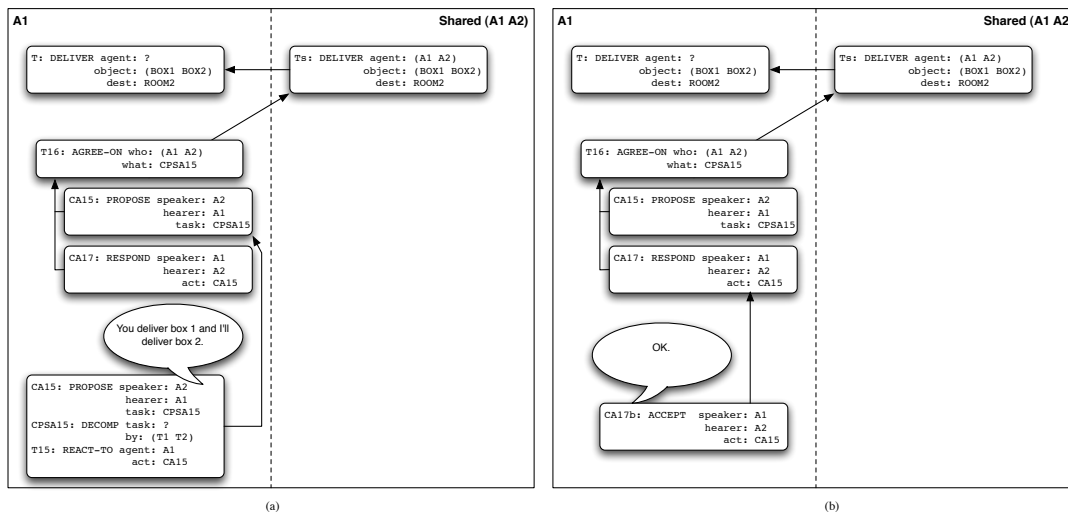 A1
Shared (A1 A2)
T: DELIVER agent: ?
object: (BOX1 BOX2)
dest: ROOM2
Ts: DELIVER agent: (A1 A2)
object: (BOX1 BOX2)
dest: ROOM2
T16: AGREE-ON who: (A1 A2)
what: CPSA15
CA15: PROPOSE speaker: A2
hearer: A1
task: CPSA15
CA17: RESPOND speaker: A1
hearer: A2
act: CA15
You deliver box 1 and I'll
deliver box 2.
CA15: PROPOSE speaker: A2
hearer: A1
task: CPSA15
CPSA15: DECOMP task: ?
by: (T1 T2)
T15: REACT-TO agent: A1
act: CA15
(a)
A1
Shared (A1 A2
T: DELIVER agent: ?
object: (BOX1 BOX2)
dest: ROOM2
Ts: DELIVER agent: (A1 A2)
object: (BOX1 BOX2)
dest: ROOM2
T16: AGREE-ON who: (A1 A2)
what: CPSA15
CA15: PROPOSE speaker: A2
hearer: A1
task: CPSA15
CA17: RESPOND speaker: A1
hearer: A2
act: CA15
OK.
CA17b: ACCEPT speaker: A1
hearer: A2
act: CA15
(b)